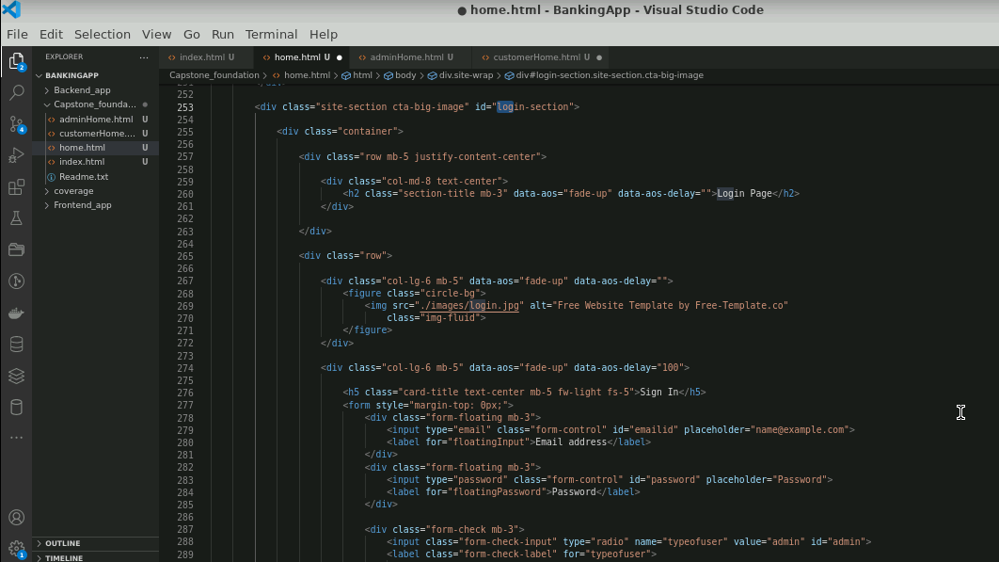 ● home.html - BankingApp - Visual Studio Code
File Edit Selection View Go Run Terminal Help
EXPLORER ···
index.html U
home.html U ●
adminHome.html U
customerHome.html U ●
Capstone_foundation > home.html > html > body > div.site-wrap > div#login-section.site-section.cta-big-image
BANKINGAPP
Backend_app
Capstone_founda...
adminHome.html U
customerHome.... U
home.html U
index.html U
Readme.txt
coverage
Frontend_app
OUTLINE
TIMELINE
2
4
1
252
253 <div class="site-section cta-big-image" id="login-section">
254
255 <div class="container">
256
257 <div class="row mb-5 justify-content-center">
258
259 <div class="col-md-8 text-center">
260 <h2 class="section-title mb-3" data-aos="fade-up" data-aos-delay="">Login Page</h2>
261 </div>
262
263 </div>
264
265 <div class="row">
266
267 <div class="col-lg-6 mb-5" data-aos="fade-up" data-aos-delay="">
268 <figure class="circle-bg">
269 <img src="./images/login.jpg" alt="Free Website Template by Free-Template.co"
270 class="img-fluid">
271 </figure>
272 </div>
273
274 <div class="col-lg-6 mb-5" data-aos="fade-up" data-aos-delay="100">
275
276 <h5 class="card-title text-center mb-5 fw-light fs-5">Sign In</h5>
277 <form style="margin-top: 0px;">
278 <div class="form-floating mb-3">
279 <input type="email" class="form-control" id="emailid" placeholder="name@example.com">
280 <label for="floatingInput">Email address</label>
281 </div>
282 <div class="form-floating mb-3">
283 <input type="password" class="form-control" id="password" placeholder="Password">
284 <label for="floatingPassword">Password</label>
285 </div>
286
287 <div class="form-check mb-3">
288 <input class="form-check-input" type="radio" name="typeofuser" value="admin" id="admin">
289 <label class="form-check-label" for="typeofuser">